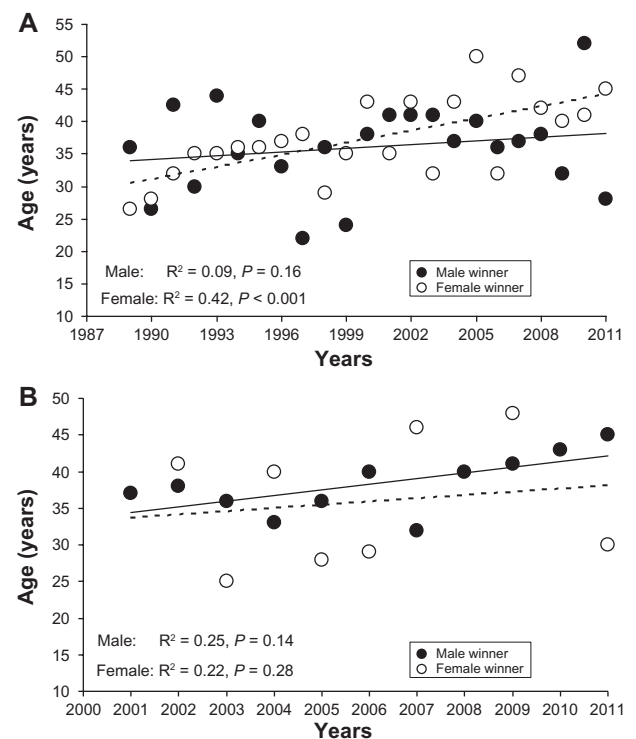 A
55
50
45
40
35
30
25
20
15
10
Age (years)
Male: R² = 0.09, P = 0.16
Female: R² = 0.42, P < 0.001
Male winner
Female winner
1987 1990 1993 1996 1999 2002 2005 2008 2011
Years
B
50
45
40
35
30
25
20
15
10
Age (years)
Male: R² = 0.25, P = 0.14
Female: R² = 0.22, P = 0.28
Male winner
Female winner
2000 2001 2002 2003 2004 2005 2006 2007 2008 2009 2010 2011
Years